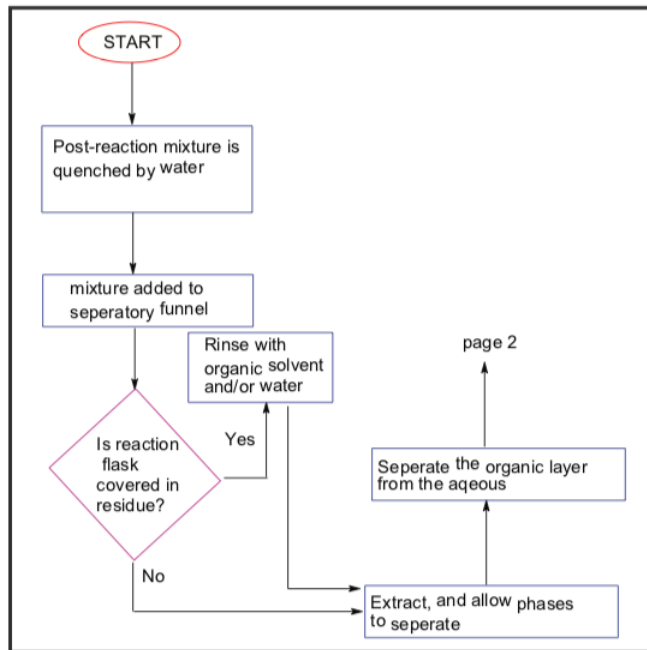 START
Post-reaction mixture is
quenched by water
mixture added to
seperatory funnel
Rinse with
organic solvent
and/or water
Is reaction
flask
covered in
residue?
Yes
No
Extract, and allow phases
to seperate
Seperate the organic layer
from the aqeous
page 2